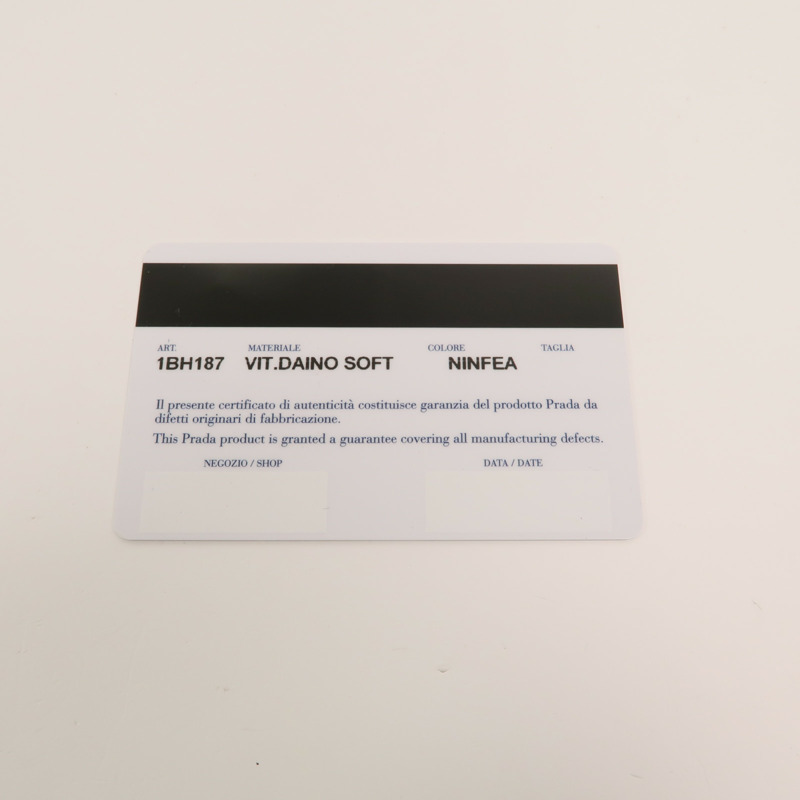 ART. MATERIALE COLORE TAGLIA
1BH187 VIT.DAINO SOFT NINFEA
Il presente certificato di autenticità costituisce garanzia del prodotto Prada da
difetti originari di fabbricazione.
This Prada product is granted a guarantee covering all manufacturing defects.
NEGOZIO / SHOP DATA / DATE